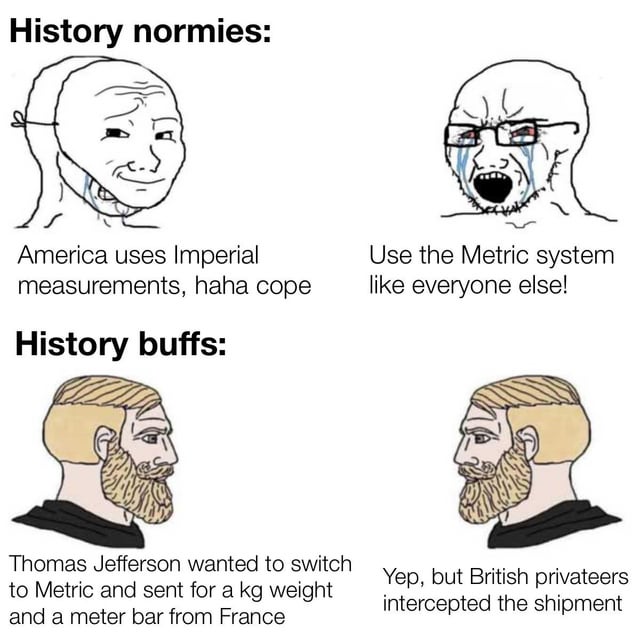 History normies:
America uses Imperial
measurements, haha cope
Use the Metric system
like everyone else!
History buffs:
Thomas Jefferson wanted to switch
to Metric and sent for a kg weight
and a meter bar from France
Yep, but British privateers
intercepted the shipment